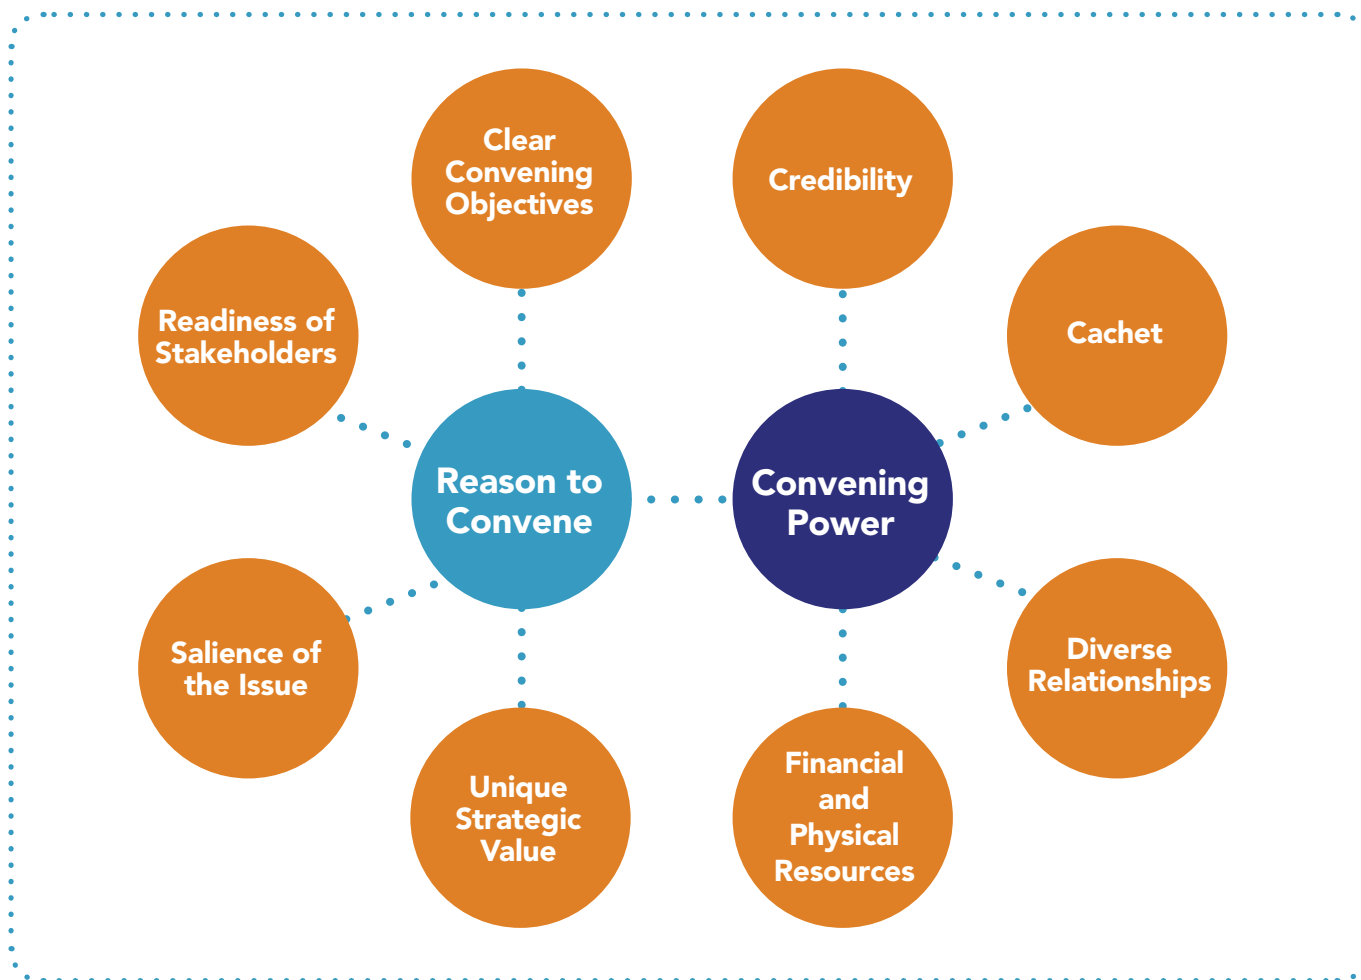 Clear
Convening
Objectives
Credibility
Readiness of
Stakeholders
Cachet
Reason to
Convene
Convening
Power
Salience of
the Issue
Diverse
Relationships
Unique
Strategic
Value
Financial
and
Physical
Resources